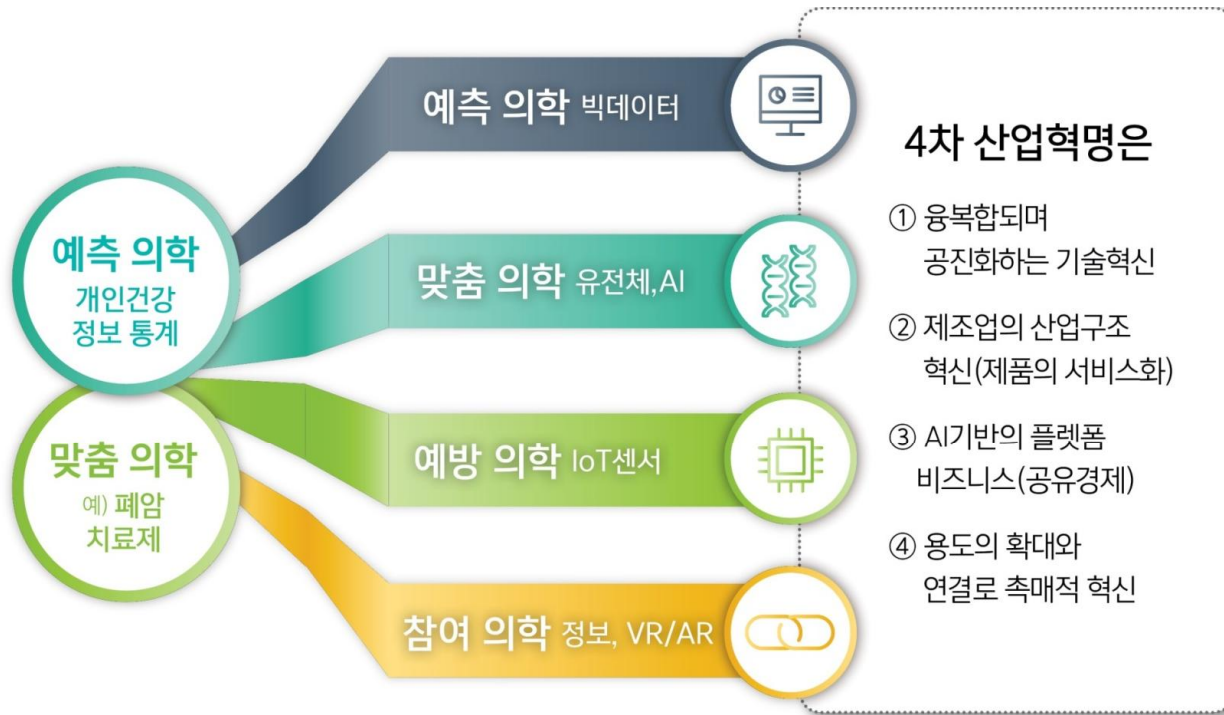 예측 의학
개인건강
정보 통계
맞춤 의학
예) 폐암
치료제
예측 의학 빅데이터
맞춤 의학 유전체,AI
예방 의학 IoT센서
참여 의학 정보, VR/AR
4차 산업혁명은
① 융복합되며
공진화하는 기술혁신
② 제조업의 산업구조
혁신(제품의 서비스화)
③ AI기반의 플렛폼
비즈니스(공유경제)
④ 용도의 확대와
연결로 촉매적 혁신